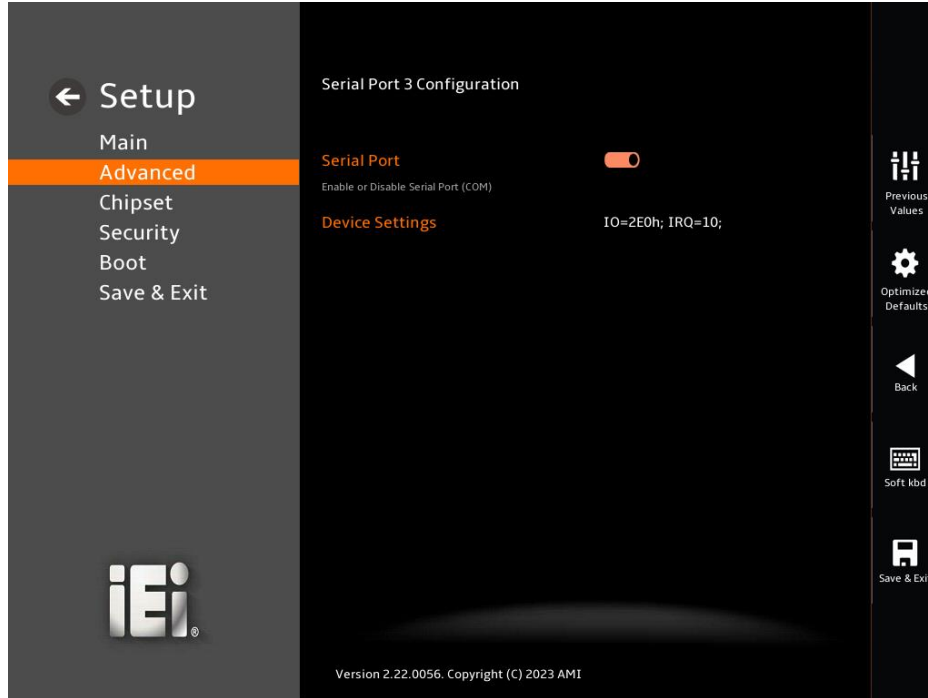 Setup
Main
Advanced
Chipset
Security
Boot
Save & Exit
iEi®
Serial Port 3 Configuration
Serial Port
Enable or Disable Serial Port (COM)
Device Settings IO=2E0h; IRQ=10;
Version 2.22.0056. Copyright (C) 2023 AMI
Previous
Values
Optimized
Defaults
Back
Soft kbd
Save & Exi